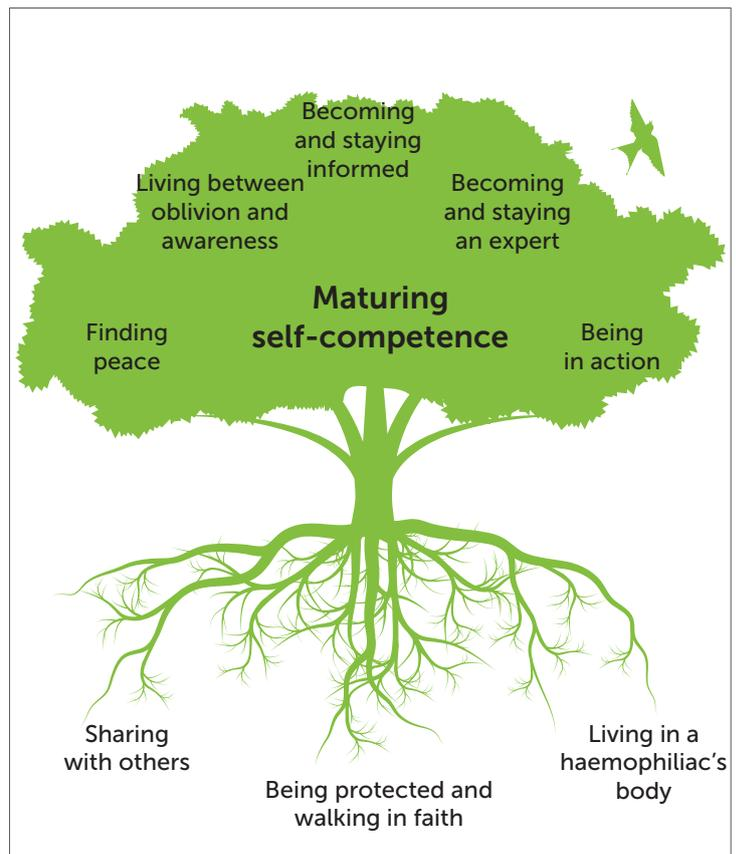 Becoming
and staying
informed
Living between
oblivion and
awareness
Becoming
and staying
an expert
Maturing
self-competence
Finding
peace
Being
in action
Sharing
with others
Being protected and
walking in faith
Living in a
haemophiliac's
body